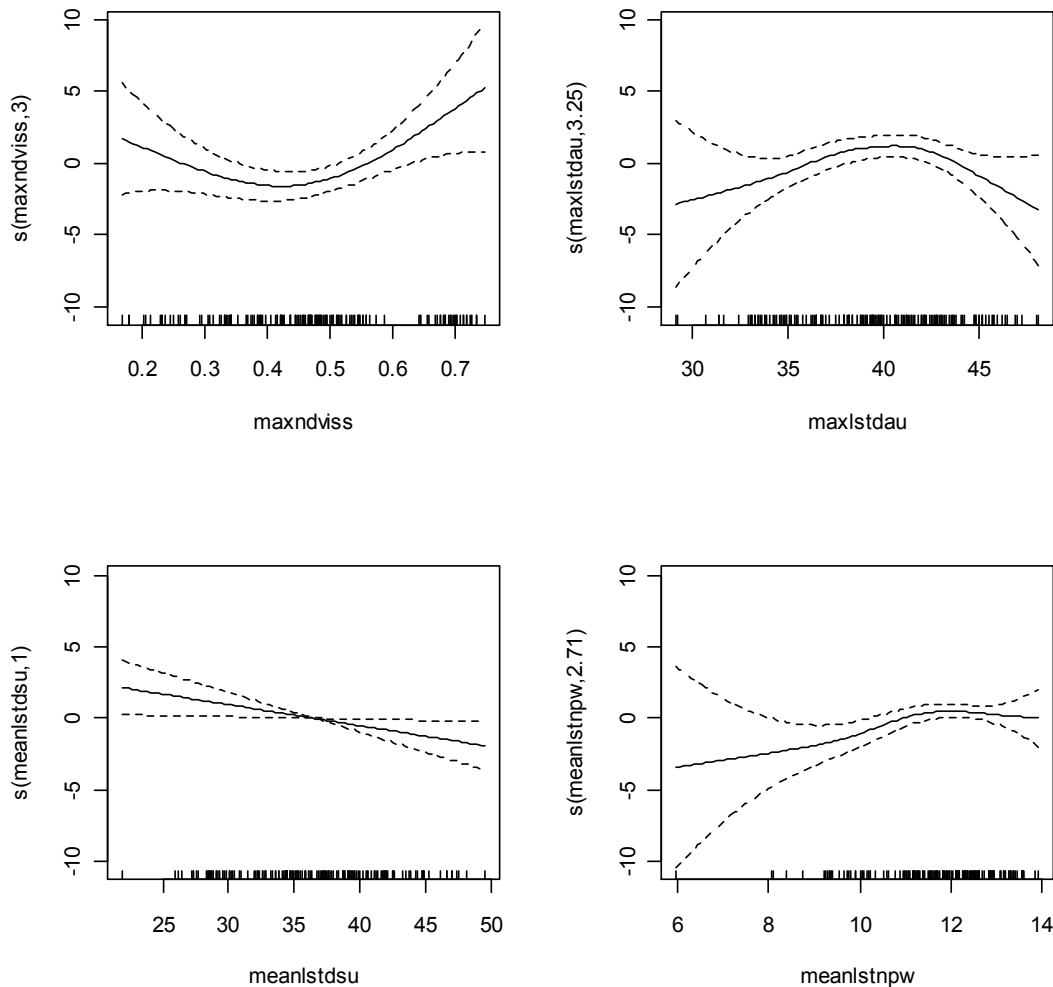 s(maxndviss,3)
10
5
0
-5
-10
0.2 0.3 0.4 0.5 0.6 0.7
maxndviss
s(maxlstdau,3.25)
10
5
0
-5
-10
30 35 40 45
maxlstdau
s(meanlstdsu,1)
10
5
0
-5
-10
25 30 35 40 45 50
meanlstdsu
s(meanlstnpw,2.71)
10
5
0
-5
-10
6 8 10 12 14
meanlstnpw